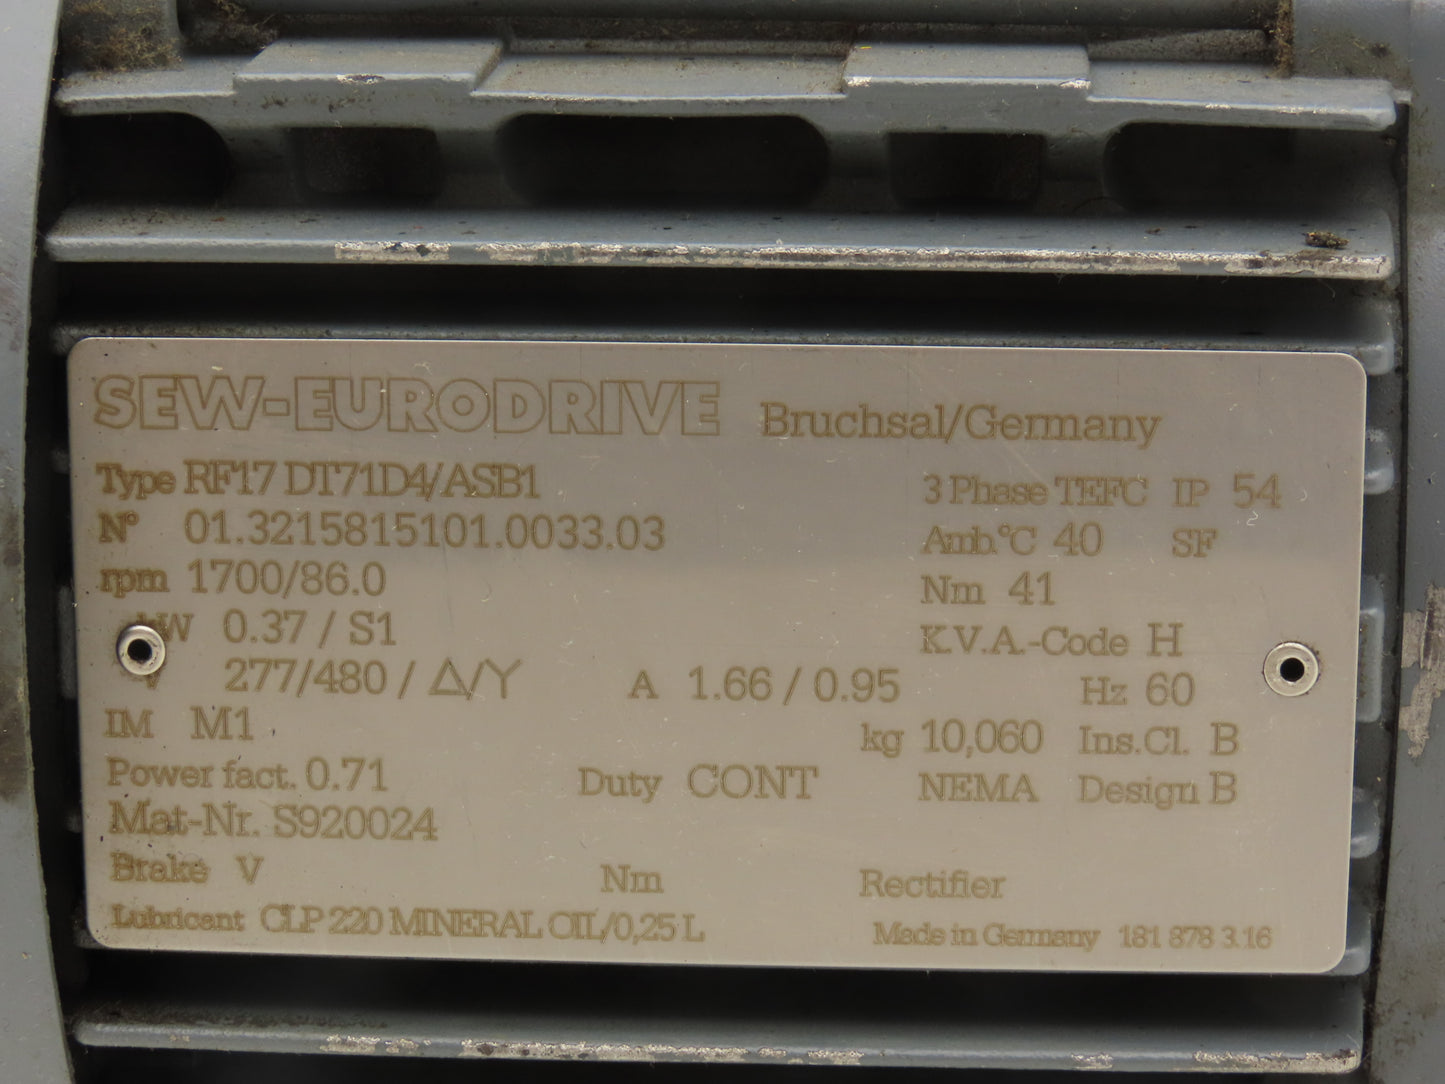 SEW-EURODRIVE Bruchsal/Germany
Type RF17 DT71D4/ASB1 3 Phase TEFC IP 54
N° 01.3215815101.0033.03 Amb.°C 40 SF
rpm 1700/86.0 Nm 41
kW 0.37 / S1 K.V.A.-Code H
V 277/480 / Δ/Y A 1.66 / 0.95 Hz 60
IM M1 kg 10,060 Ins.Cl. B
Power fact. 0.71 Duty CONT NEMA Design B
Mat-Nr. S920024
Brake V Nm Rectifier
Lubricant CLP 220 MINERAL OIL/0,25 L Made in Germany 181 878 3.16